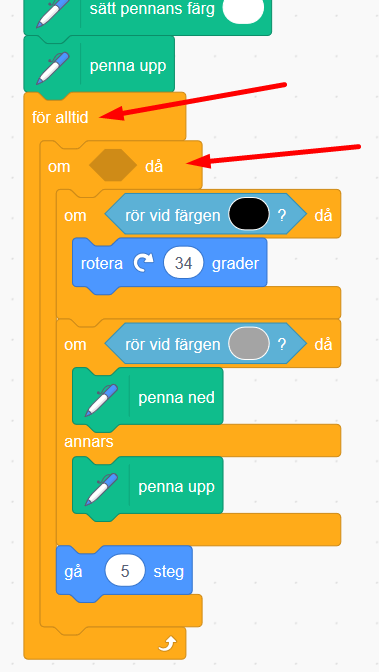 sätt pennans färg
penna upp
för alltid
om då
om rör vid färgen ? då
rotera 34 grader
om rör vid färgen ? då
penna ned
annars
penna upp
gå 5 steg